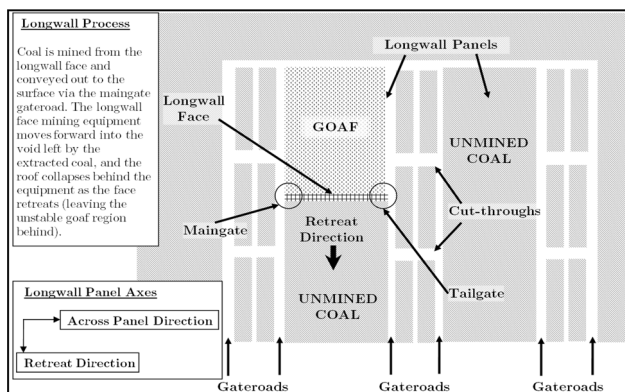 Longwall Process
Coal is mined from the
longwall face and
conveyed out to the
surface via the maingate
gateroad. The longwall
face mining equipment
moves forward into the
void left by the
extracted coal, and the
roof collapses behind the
equipment as the face
retreats (leaving the
unstable goaf region
behind).
Longwall Panels
Longwall
Face
GOAF
UNMINED
COAL
Maingate
Retreat
Direction
Cut-throughs
Tailgate
UNMINED
COAL
Longwall Panel Axes
Across Panel Direction
Retreat Direction
Gateroads
Gateroads
Gateroads